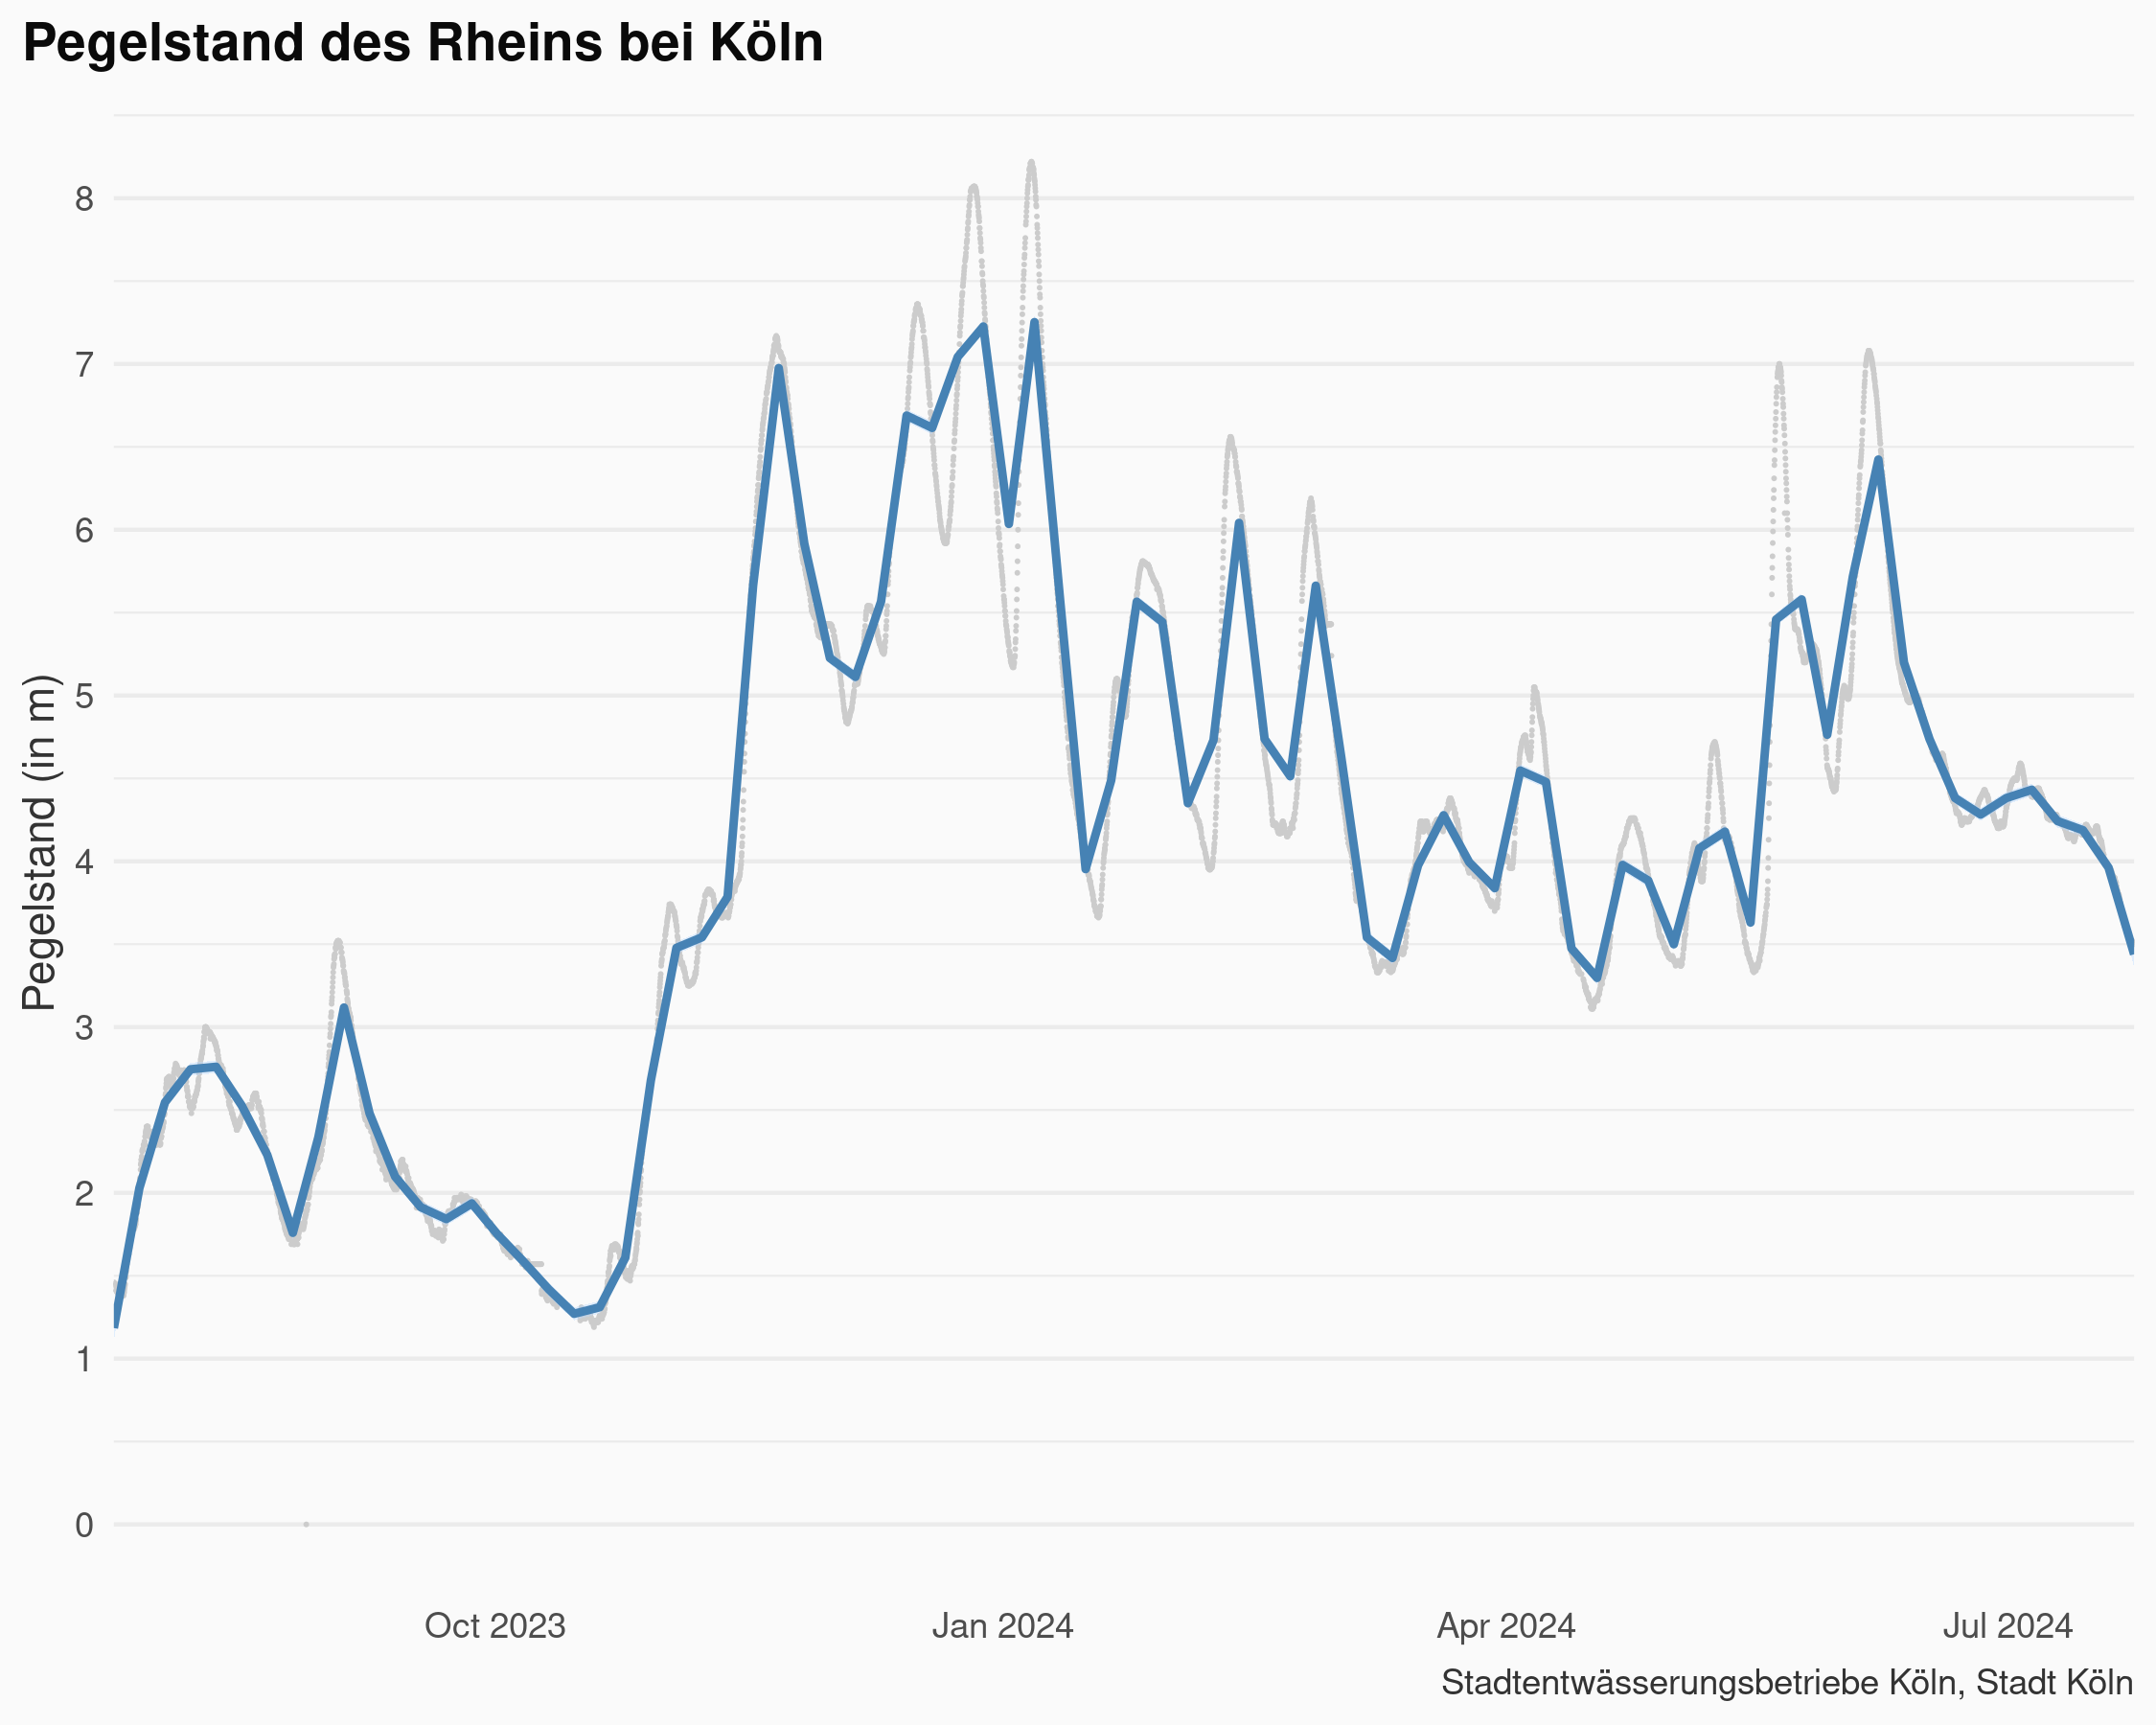 Pegelstand des Rheins bei Köln
Pegelstand (in m)
8
7
6
5
4
3
2
1
0
Oct 2023 Jan 2024 Apr 2024 Jul 2024
Stadtentwässerungsbetriebe Köln, Stadt Köln